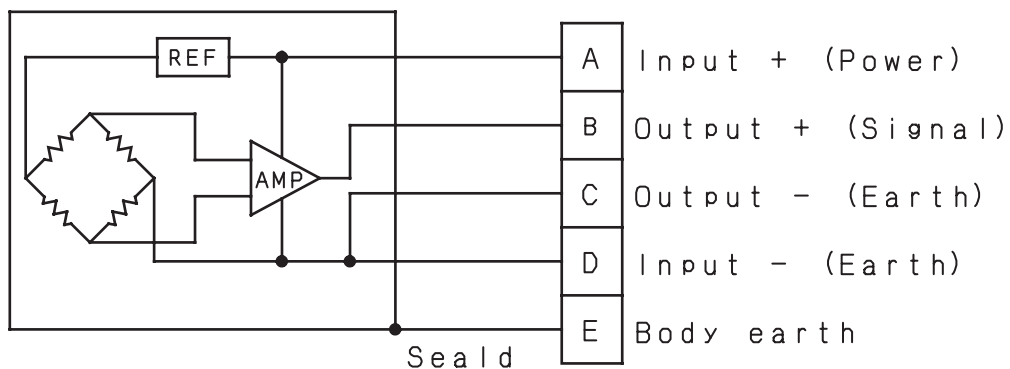 REF
A Input + (Power)
B Output + (Signal)
AMP
C Output - (Earth)
D Input - (Earth)
E Body earth
Seald